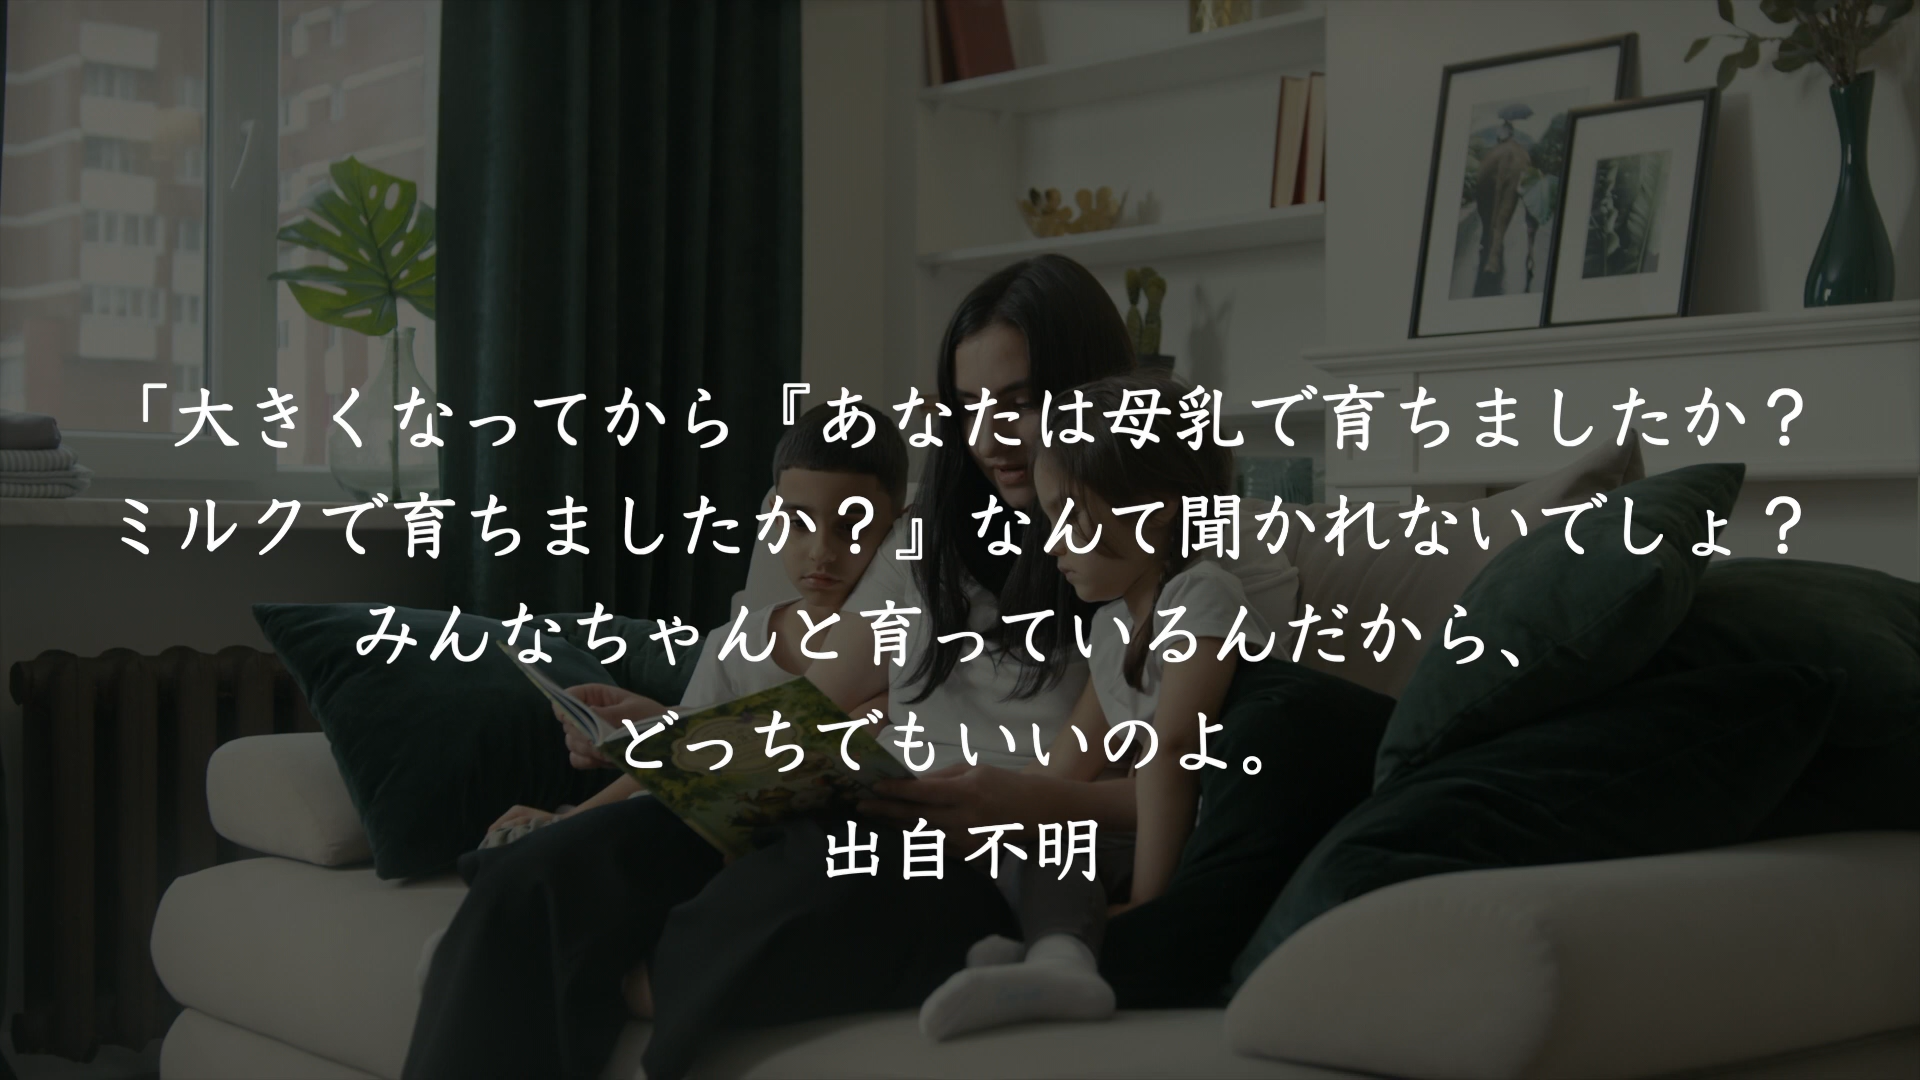 「大きくなってから『あなたは母乳で育ちましたか？
ミルクで育ちましたか？』なんて聞かれないでしょ？
みんなちゃんと育っているんだから、
どっちでもいいのよ。
出自不明